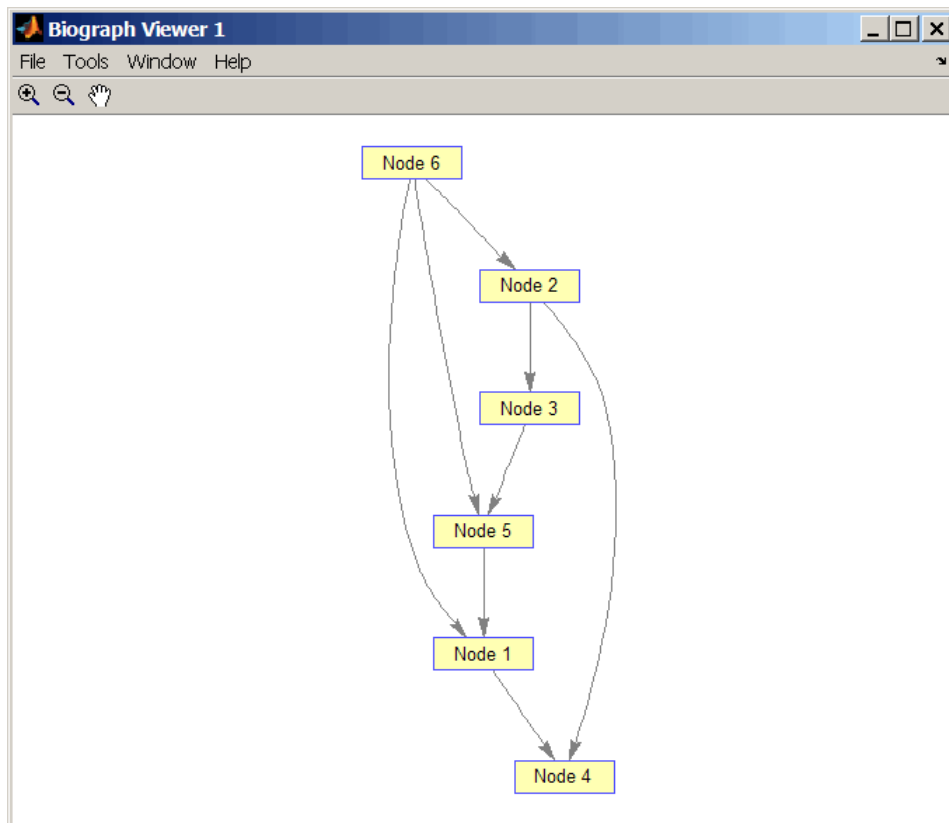 Biograph Viewer 1
File Tools Window Help
Node 6
Node 2
Node 3
Node 5
Node 1
Node 4